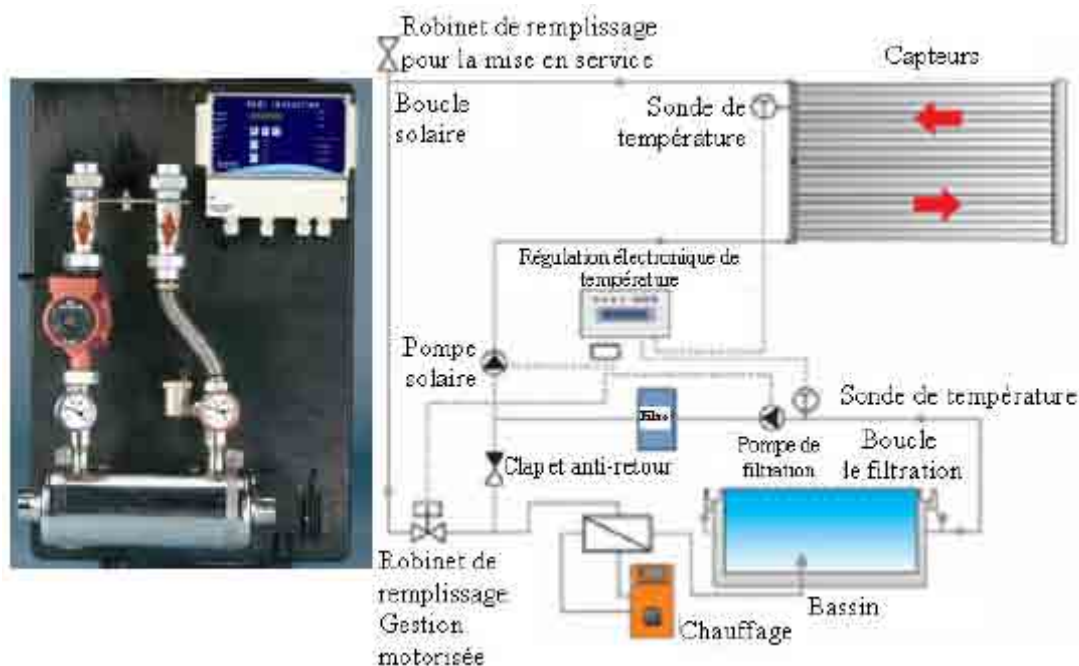 Robinet de remplissage
pour la mise en service
Capteurs
Boucle
solaire
Sonde de
température
Régulation électronique de
température
Pompe
solaire
Sonde de température
Pompe de
filtration
Boucle
le filtration
Clapet anti-retour
Robinet de
remplissage
Gestion
motorisée
Bassin
Chauffage